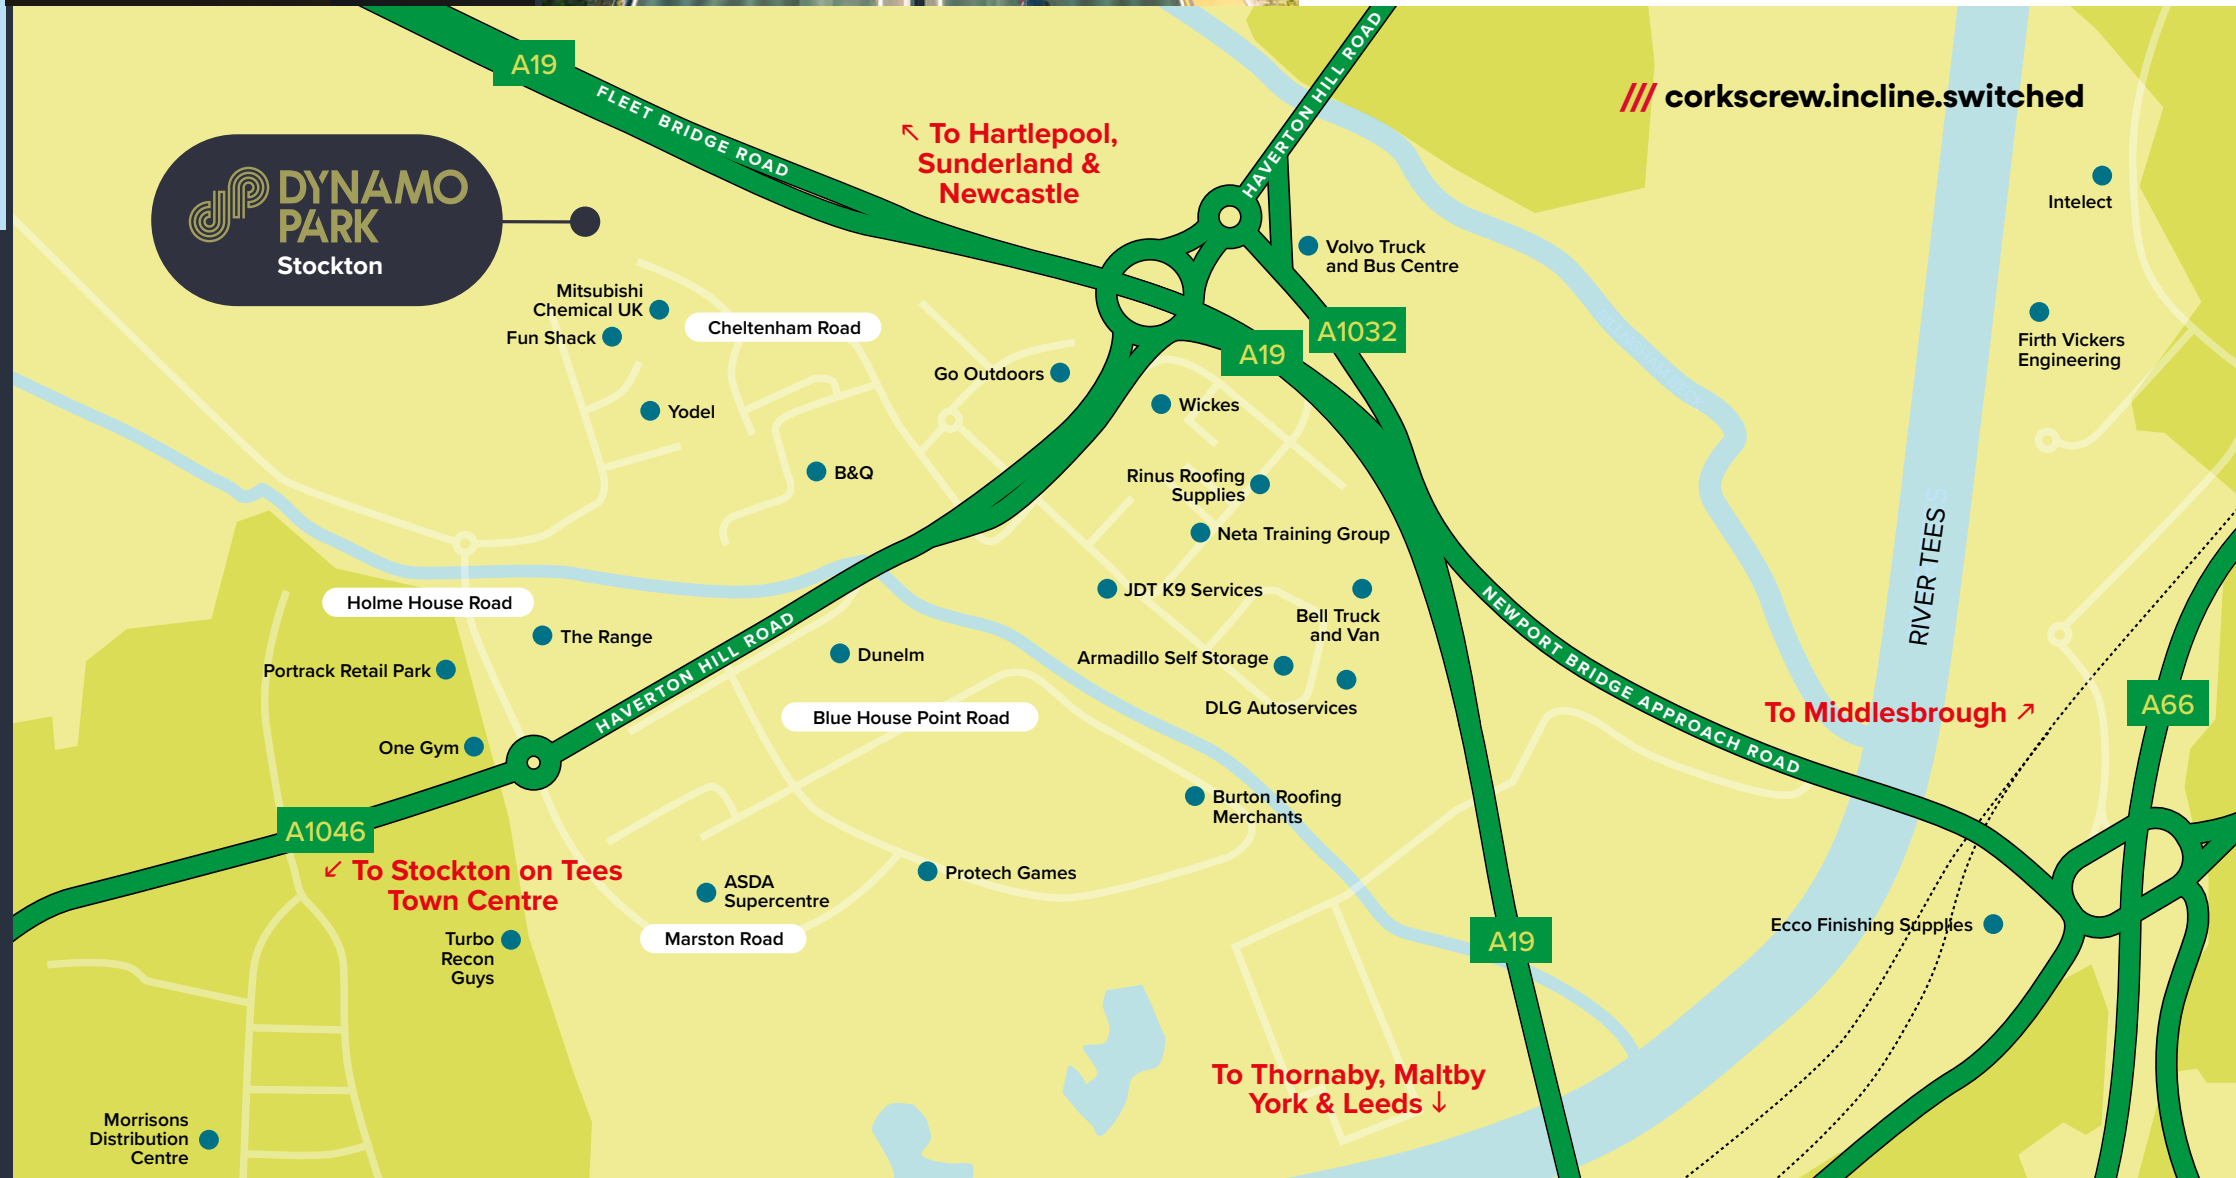 A19
FLEET BRIDGE ROAD
HAVERTON HILL ROAD
/// corkscrew.incline.switched
↖ To Hartlepool,
Sunderland &
Newcastle
DYNAMO
PARK
Stockton
Intelect
Volvo Truck
and Bus Centre
Mitsubishi
Chemical UK
Fun Shack
Cheltenham Road
A1032
A19
Firth Vickers
Engineering
Go Outdoors
Wickes
Yodel
B&Q
Rinus Roofing
Supplies
Neta Training Group
RIVER TEES
JDT K9 Services
Holme House Road
Bell Truck
and Van
The Range
HAVERTON HILL ROAD
Dunelm
Armadillo Self Storage
Portrack Retail Park
NEWPORT BRIDGE APPROACH ROAD
DLG Autoservices
Blue House Point Road
To Middlesbrough ↗
A66
One Gym
Burton Roofing
Merchants
A1046
↙ To Stockton on Tees
Town Centre
Protech Games
ASDA
Supercentre
Marston Road
Ecco Finishing Supplies
A19
Turbo
Recon
Guys
To Thornaby, Maltby
York & Leeds ↓
Morrisons
Distribution
Centre